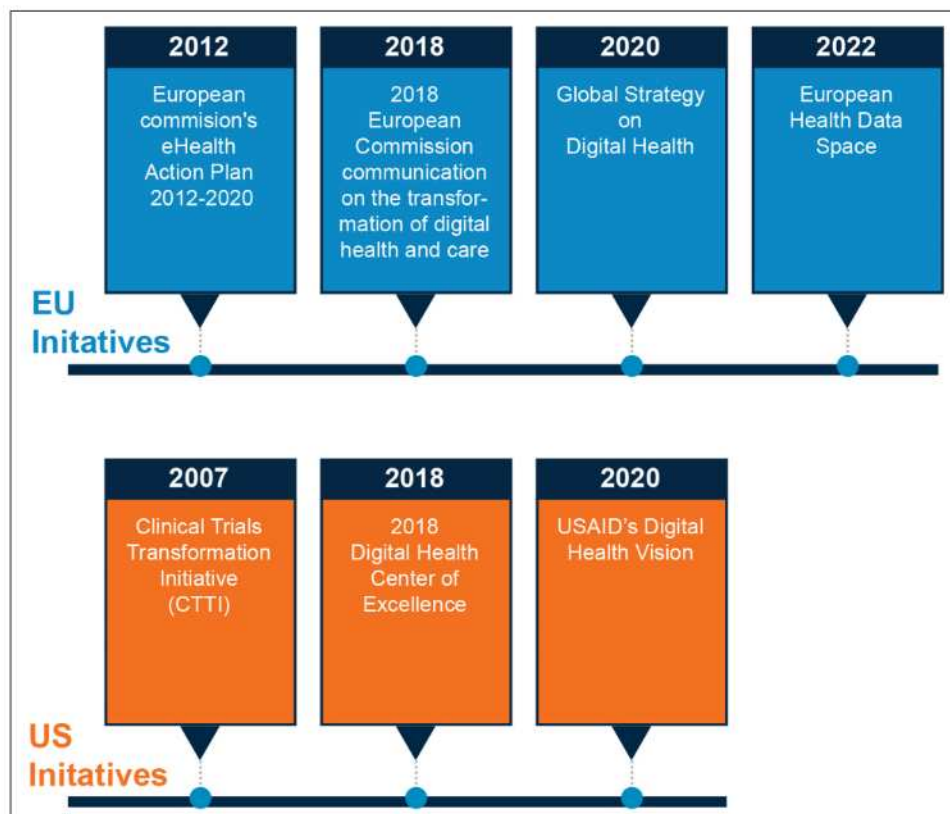 2012
European
commision's
eHealth
Action Plan
2012-2020
2018
2018
European
Commission
communication
on the transfor-
mation of digital
health and care
2020
Global Strategy
on
Digital Health
2022
European
Health Data
Space
EU
Initatives
2007
Clinical Trials
Transformation
Initiative
(CTTI)
2018
2018
Digital Health
Center of
Excellence
2020
USAID's Digital
Health Vision
US
Initatives